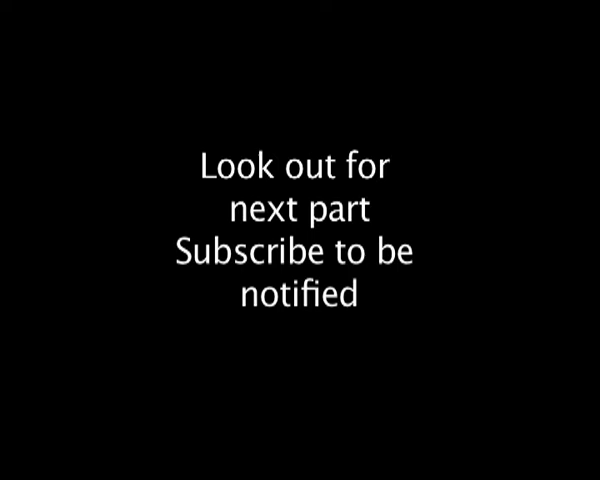 Look out for
next part
Subscribe to be
notified